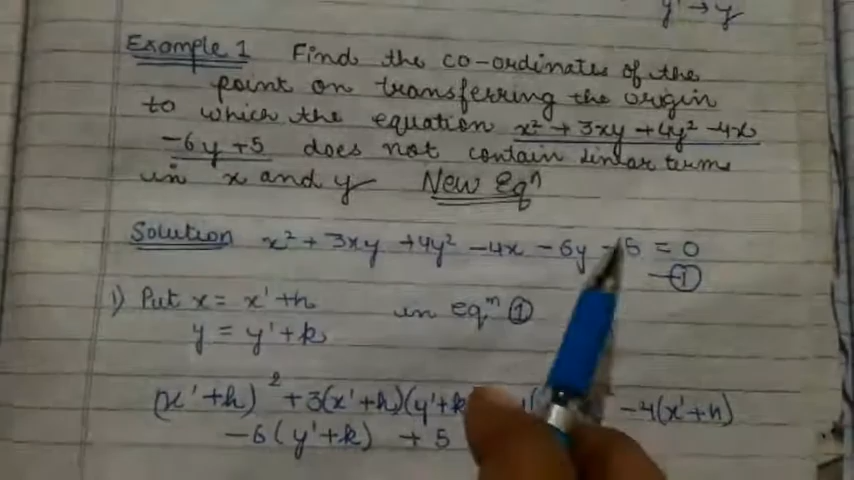 y' → y
Example 1 Find the co-ordinates of the
point on transferring the origin
to which the equation x² + 3xy + 4y² - 4x
- 6y + 5 does not contain linear terms
in x and y New Eqⁿ
Solution x² + 3xy + 4y² - 4x - 6y 5 = 0
— ①
1) Put x = x' + h in eqⁿ ①
y = y' + k
(x' + h)² + 3(x' + h)(y' + k - 4(x' + h)
- 6(y' + k) + 5